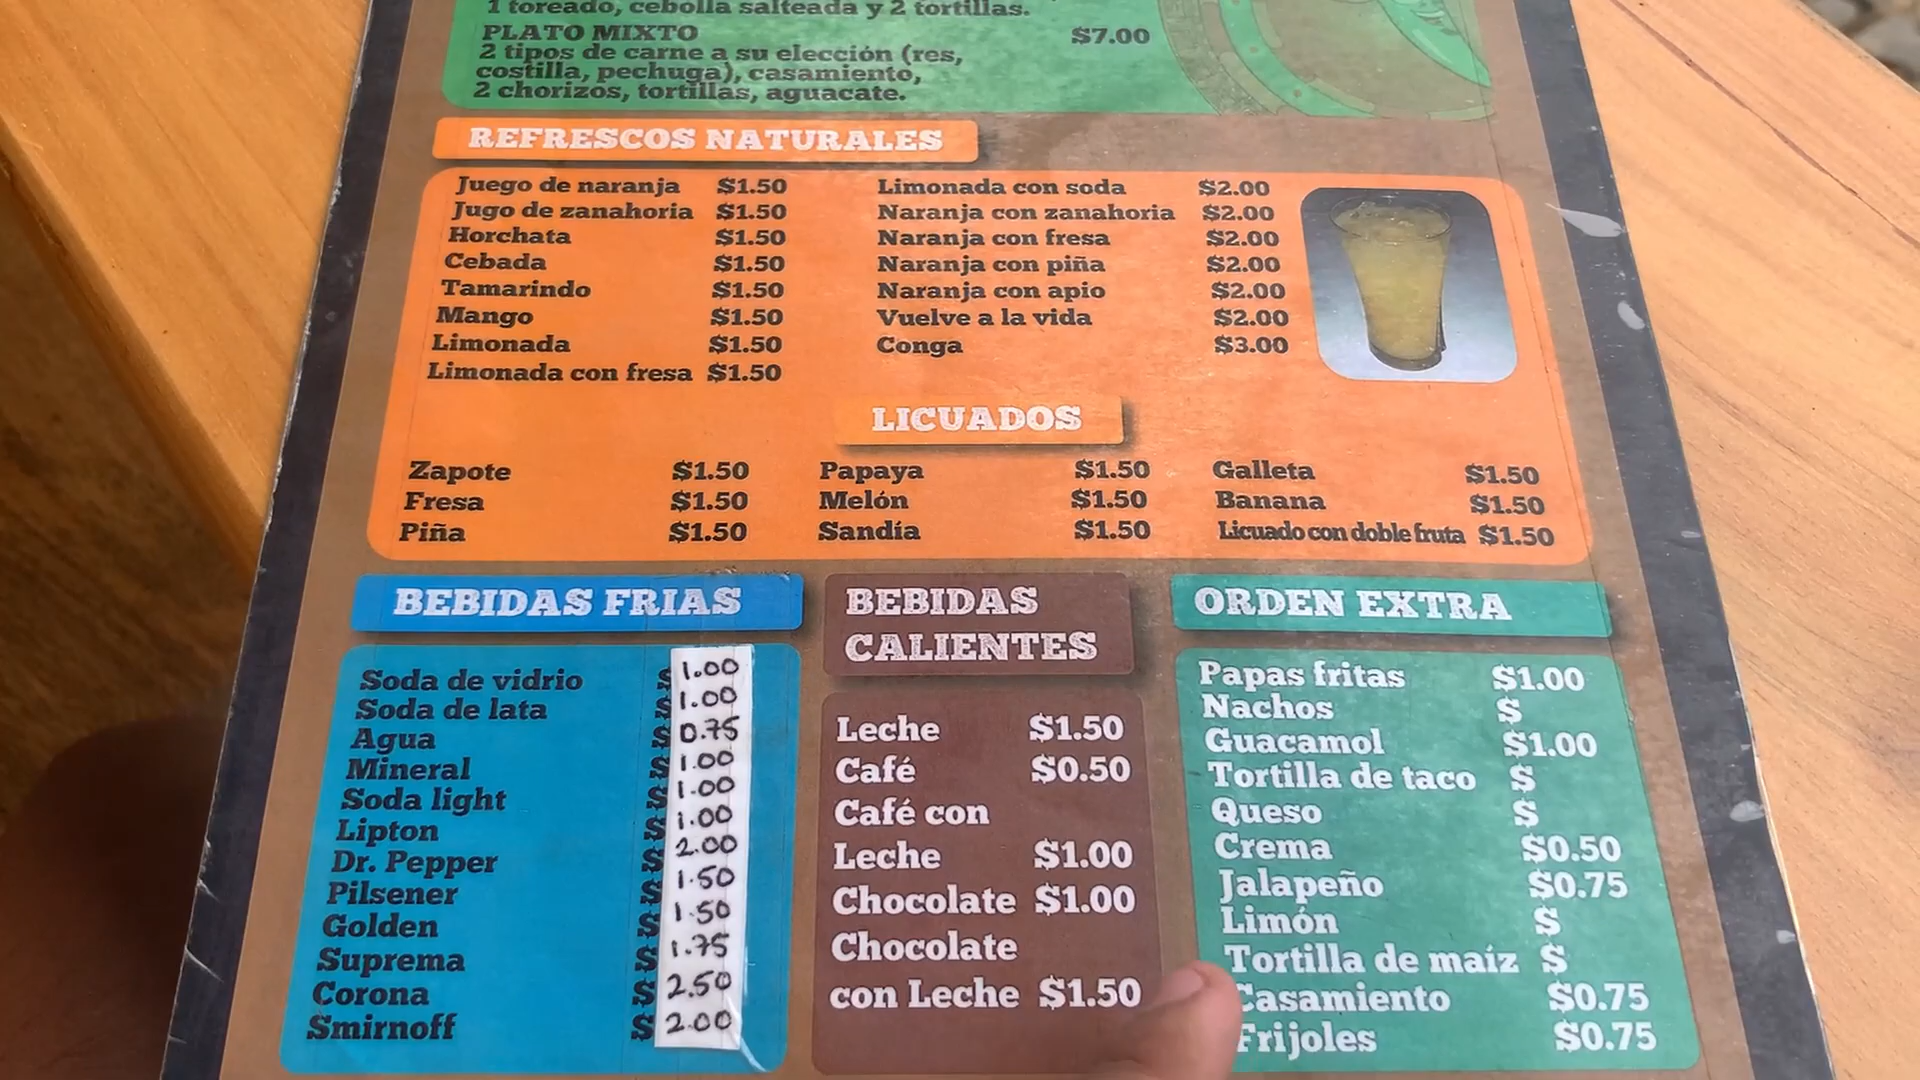 1 toreado, cebolla salteada y 2 tortillas.
PLATO MIXTO $7.00
2 tipos de carne a su elección (res,
costilla, pechuga), casamiento,
2 chorizos, tortillas, aguacate.
REFRESCOS NATURALES
Juego de naranja $1.50 Limonada con soda $2.00
Jugo de zanahoria $1.50 Naranja con zanahoria $2.00
Horchata $1.50 Naranja con fresa $2.00
Cebada $1.50 Naranja con piña $2.00
Tamarindo $1.50 Naranja con apio $2.00
Mango $1.50 Vuelve a la vida $2.00
Limonada $1.50 Conga $3.00
Limonada con fresa $1.50
LICUADOS
Zapote $1.50 Papaya $1.50 Galleta $1.50
Fresa $1.50 Melón $1.50 Banana $1.50
Piña $1.50 Sandía $1.50 Licuado con doble fruta $1.50
BEBIDAS FRIAS
Soda de vidrio $ 1.00
Soda de lata $ 1.00
Agua $ 0.75
Mineral $ 1.00
Soda light $ 1.00
Lipton $ 1.00
Dr. Pepper $ 2.00
Pilsener $ 1.50
Golden $ 1.50
Suprema $ 1.75
Corona $ 2.50
Smirnoff $ 2.00
BEBIDAS
CALIENTES
Leche $1.50
Café $0.50
Café con
Leche $1.00
Chocolate $1.00
Chocolate
con Leche $1.50
ORDEN EXTRA
Papas fritas $1.00
Nachos $
Guacamol $1.00
Tortilla de taco $
Queso $
Crema $0.50
Jalapeño $0.75
Limón $
Tortilla de maíz $
Casamiento $0.75
Frijoles $0.75